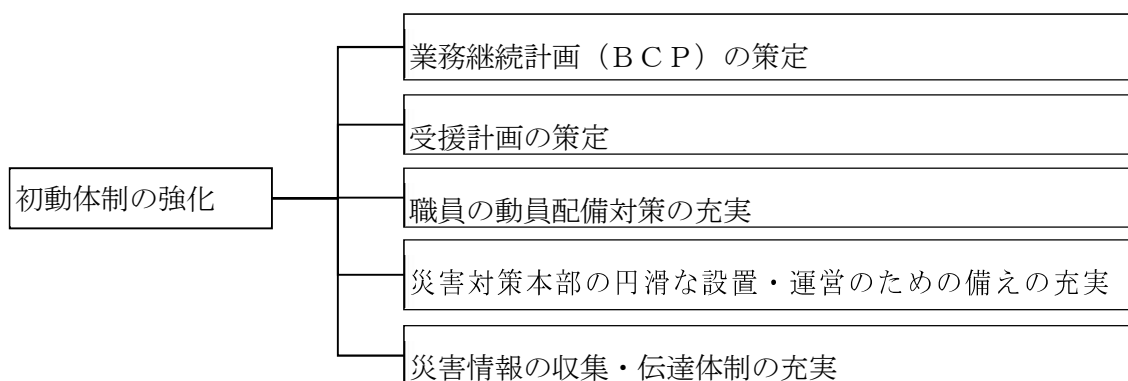 業務継続計画（ＢＣＰ）の策定
受援計画の策定
初動体制の強化
職員の動員配備対策の充実
災害対策本部の円滑な設置・運営のための備えの充実
災害情報の収集・伝達体制の充実